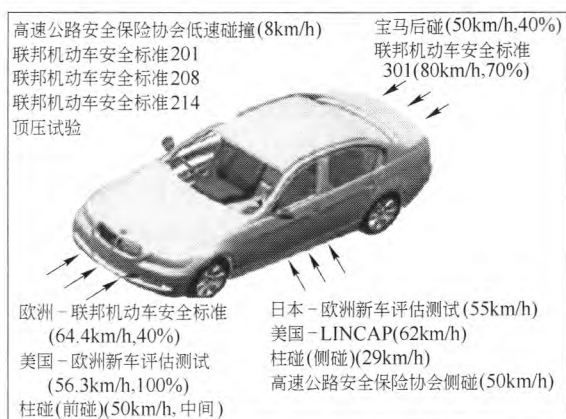 高速公路安全保险协会低速碰撞(8km/h)
联邦机动车安全标准201
联邦机动车安全标准208
联邦机动车安全标准214
顶压试验
宝马后碰(50km/h,40%)
联邦机动车安全标准
301(80km/h,70%)
欧洲－联邦机动车安全标准
(64.4km/h,40%)
美国－欧洲新车评估测试
(56.3km/h,100%)
柱碰(前碰)(50km/h,中间)
日本－欧洲新车评估测试(55km/h)
美国－LINCAP(62km/h)
柱碰(侧碰)(29km/h)
高速公路安全保险协会侧碰(50km/h)